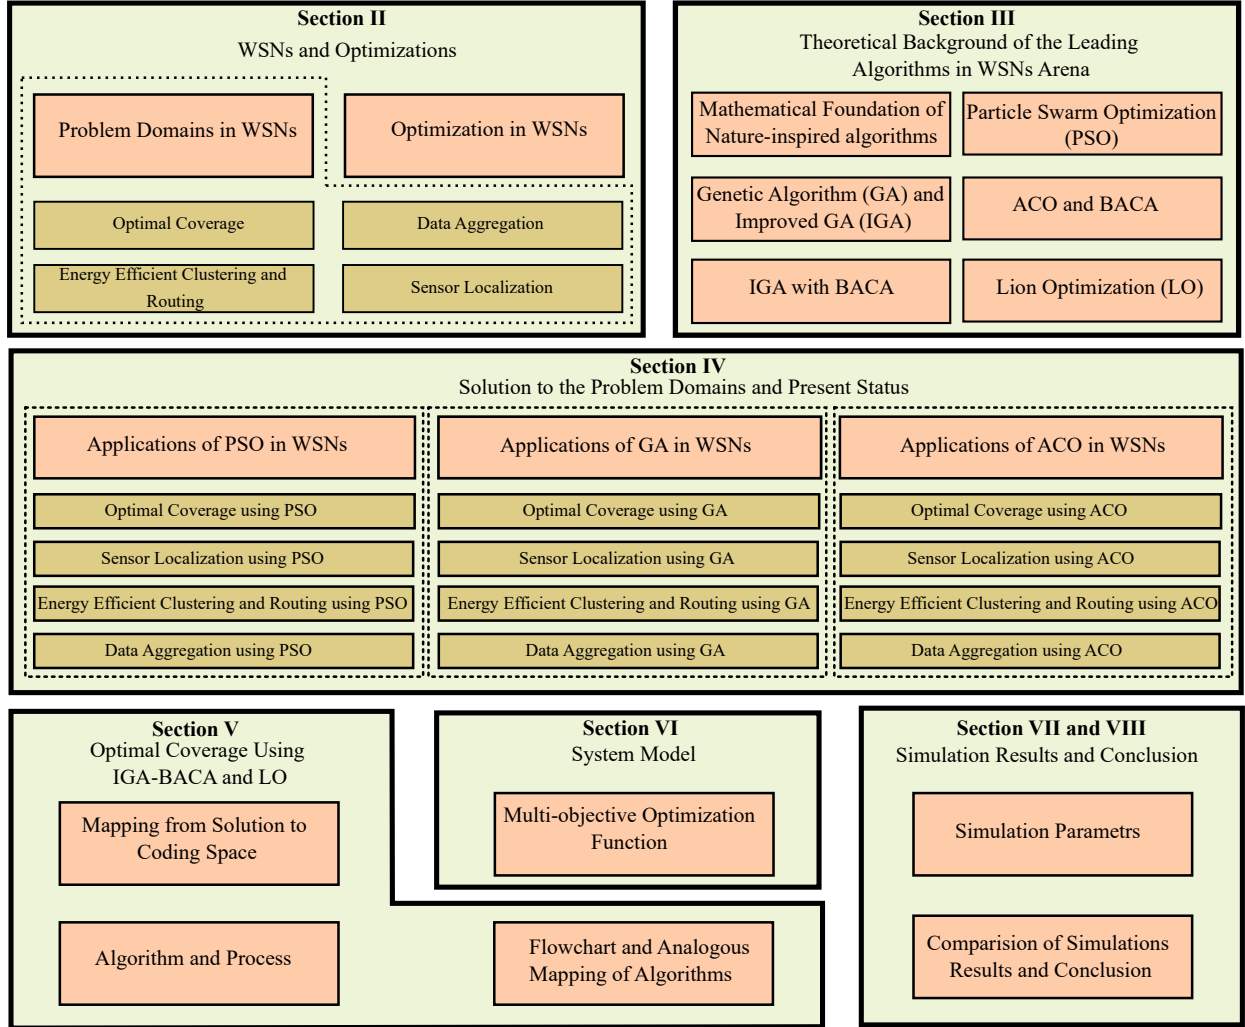 Section II
WSNs and Optimizations
Problem Domains in WSNs
Optimization in WSNs
Optimal Coverage
Data Aggregation
Energy Efficient Clustering and
Routing
Sensor Localization
Section III
Theoretical Background of the Leading
Algorithms in WSNs Arena
Mathematical Foundation of
Nature-inspired algorithms
Particle Swarm Optimization
(PSO)
Genetic Algorithm (GA) and
Improved GA (IGA)
ACO and BACA
IGA with BACA
Lion Optimization (LO)
Section IV
Solution to the Problem Domains and Present Status
Applications of PSO in WSNs
Optimal Coverage using PSO
Sensor Localization using PSO
Energy Efficient Clustering and Routing using PSO
Data Aggregation using PSO
Applications of GA in WSNs
Optimal Coverage using GA
Sensor Localization using GA
Energy Efficient Clustering and Routing using GA
Data Aggregation using GA
Applications of ACO in WSNs
Optimal Coverage using ACO
Sensor Localization using ACO
Energy Efficient Clustering and Routing using ACO
Data Aggregation using ACO
Section V
Optimal Coverage Using
IGA-BACA and LO
Mapping from Solution to
Coding Space
Algorithm and Process
Flowchart and Analogous
Mapping of Algorithms
Section VI
System Model
Multi-objective Optimization
Function
Section VII and VIII
Simulation Results and Conclusion
Simulation Parametrs
Comparision of Simulations
Results and Conclusion